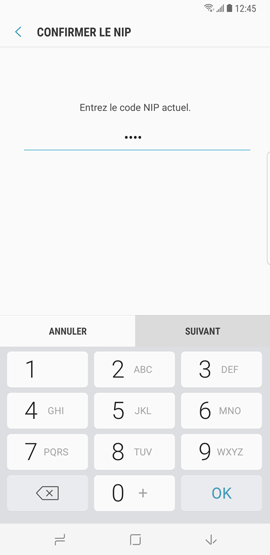 12:45
CONFIRMER LE NIP
Entrez le code NIP actuel.
••••
ANNULER SUIVANT
1 2 ABC 3 DEF
4 GHI 5 JKL 6 MNO
7 PQRS 8 TUV 9 WXYZ
0 + OK